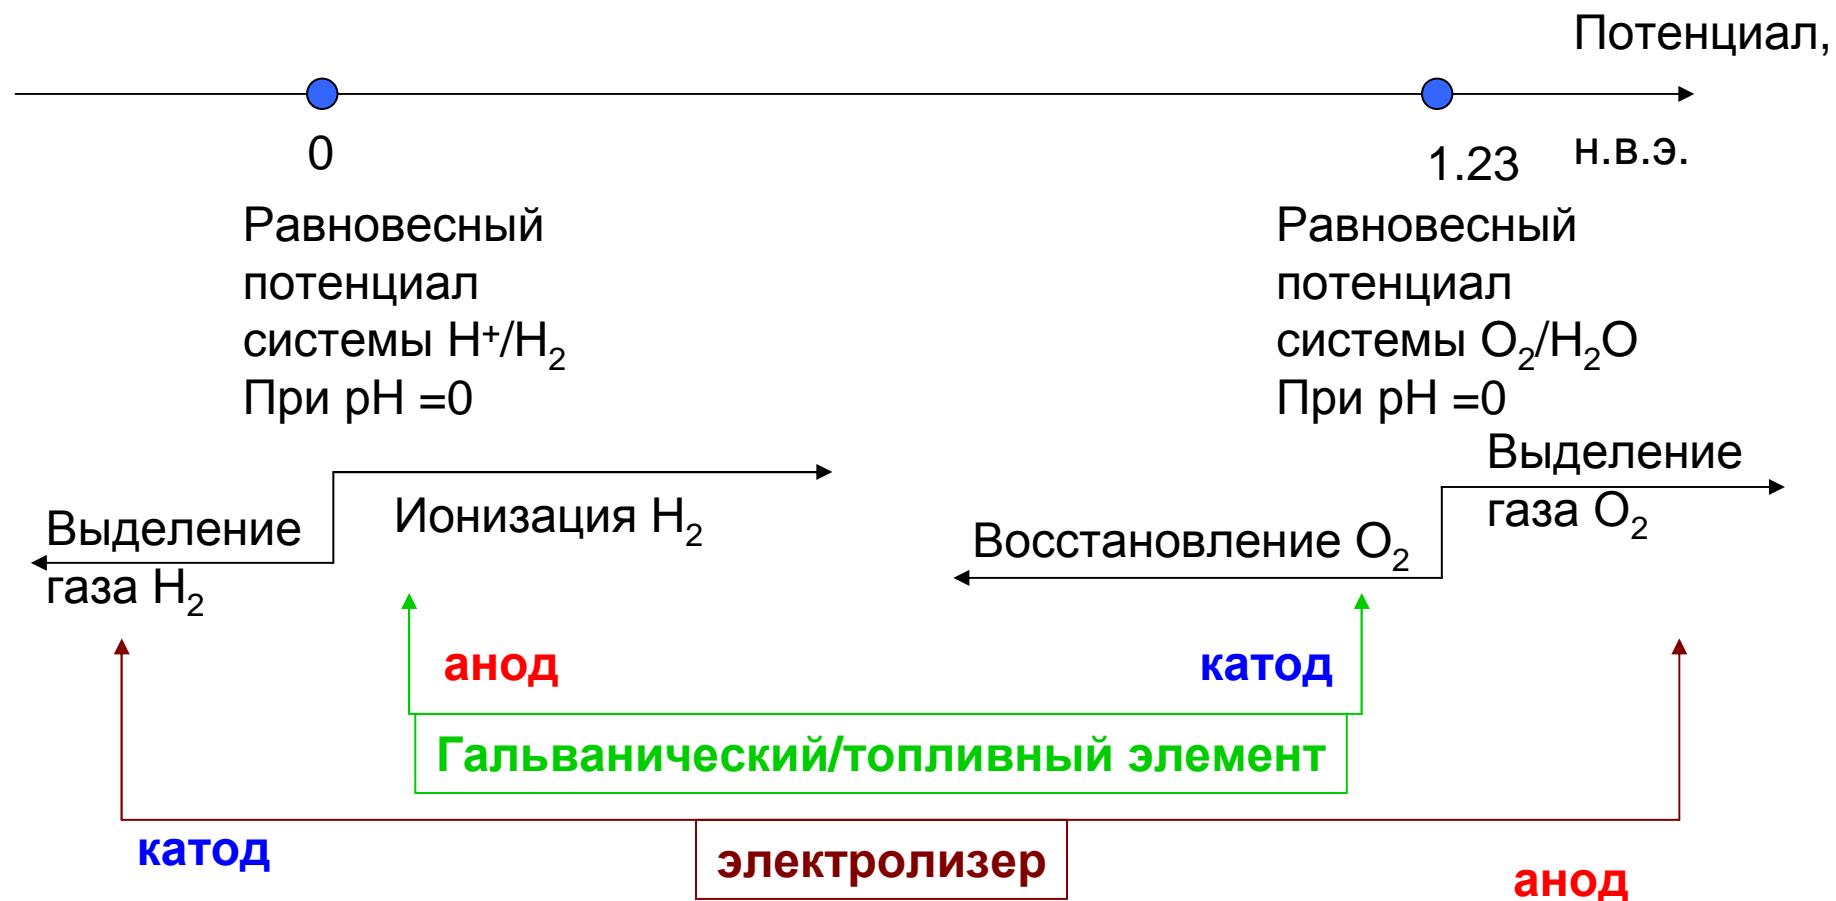 Потенциал,
н.в.э.
0
1.23
Равновесный
потенциал
системы H⁺/H₂
При pH =0
Равновесный
потенциал
системы O₂/H₂O
При pH =0
Выделение
газа H₂
Ионизация H₂
Восстановление O₂
Выделение
газа O₂
анод
катод
Гальванический/топливный элемент
катод
электролизер
анод